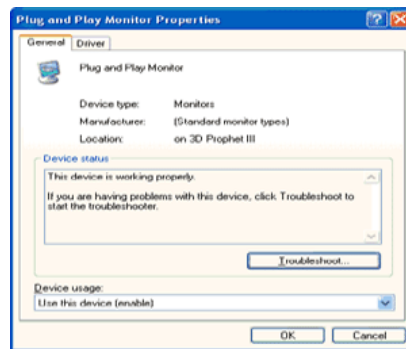 Plug and Play Monitor Properties
General Driver
Plug and Play Monitor
Device type: Monitors
Manufacturer: (Standard monitor types)
Location: on 3D Prophet III
Device status
This device is working properly.
If you are having problems with this device, click Troubleshoot to
start the troubleshooter.
Troubleshoot...
Device usage:
Use this device (enable)
OK Cancel